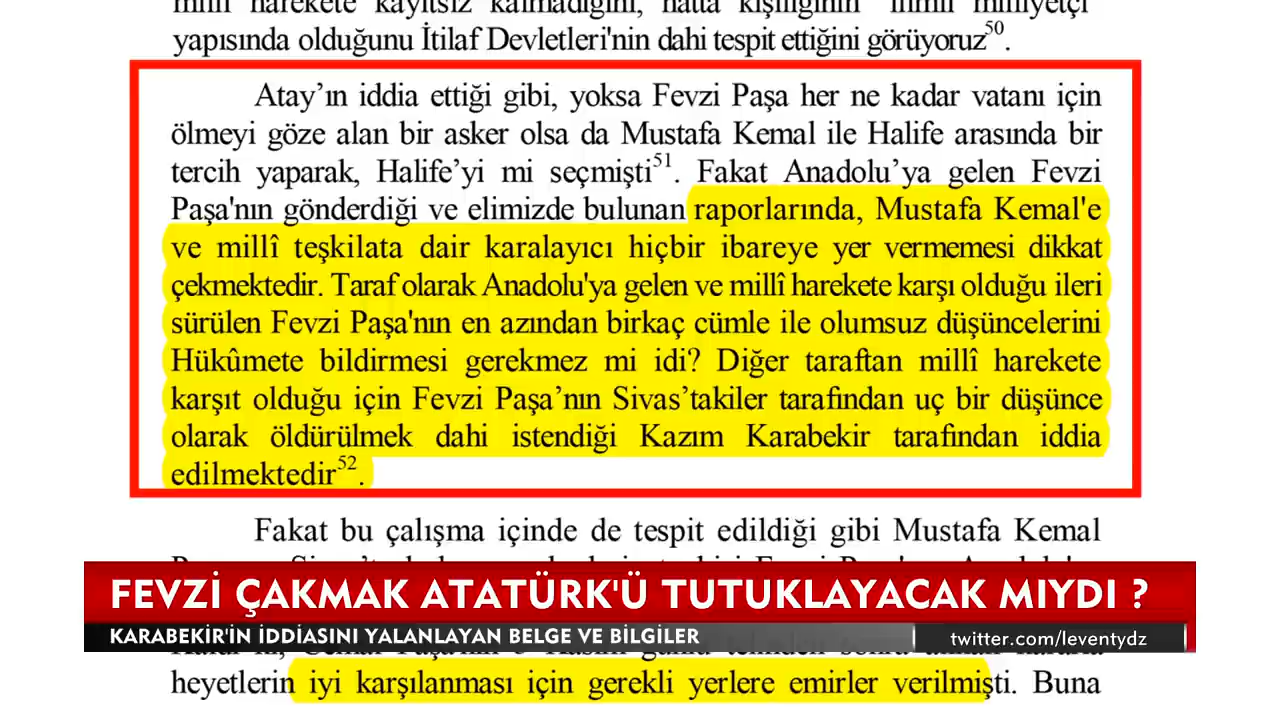 millî harekete kayıtsız kalmadığını, hatta kişiliğinin ılımlı milliyetçi
yapısında olduğunu İtilaf Devletleri'nin dahi tespit ettiğini görüyoruz50.
Atay’ın iddia ettiği gibi, yoksa Fevzi Paşa her ne kadar vatanı için
ölmeyi göze alan bir asker olsa da Mustafa Kemal ile Halife arasında bir
tercih yaparak, Halife’yi mi seçmişti51. Fakat Anadolu’ya gelen Fevzi
Paşa'nın gönderdiği ve elimizde bulunan raporlarında, Mustafa Kemal'e
ve millî teşkilata dair karalayıcı hiçbir ibareye yer vermemesi dikkat
çekmektedir. Taraf olarak Anadolu'ya gelen ve millî harekete karşı olduğu ileri
sürülen Fevzi Paşa'nın en azından birkaç cümle ile olumsuz düşüncelerini
Hükûmete bildirmesi gerekmez mi idi? Diğer taraftan millî harekete
karşıt olduğu için Fevzi Paşa’nın Sivas’takiler tarafından uç bir düşünce
olarak öldürülmek dahi istendiği Kazım Karabekir tarafından iddia
edilmektedir52.
Fakat bu çalışma içinde de tespit edildiği gibi Mustafa Kemal
FEVZİ ÇAKMAK ATATÜRK'Ü TUTUKLAYACAK MIYDI ?
KARABEKİR'İN İDDİASINI YALANLAYAN BELGE VE BİLGİLER
twitter.com/leventydz
heyetlerin iyi karşılanması için gerekli yerlere emirler verilmişti. Buna